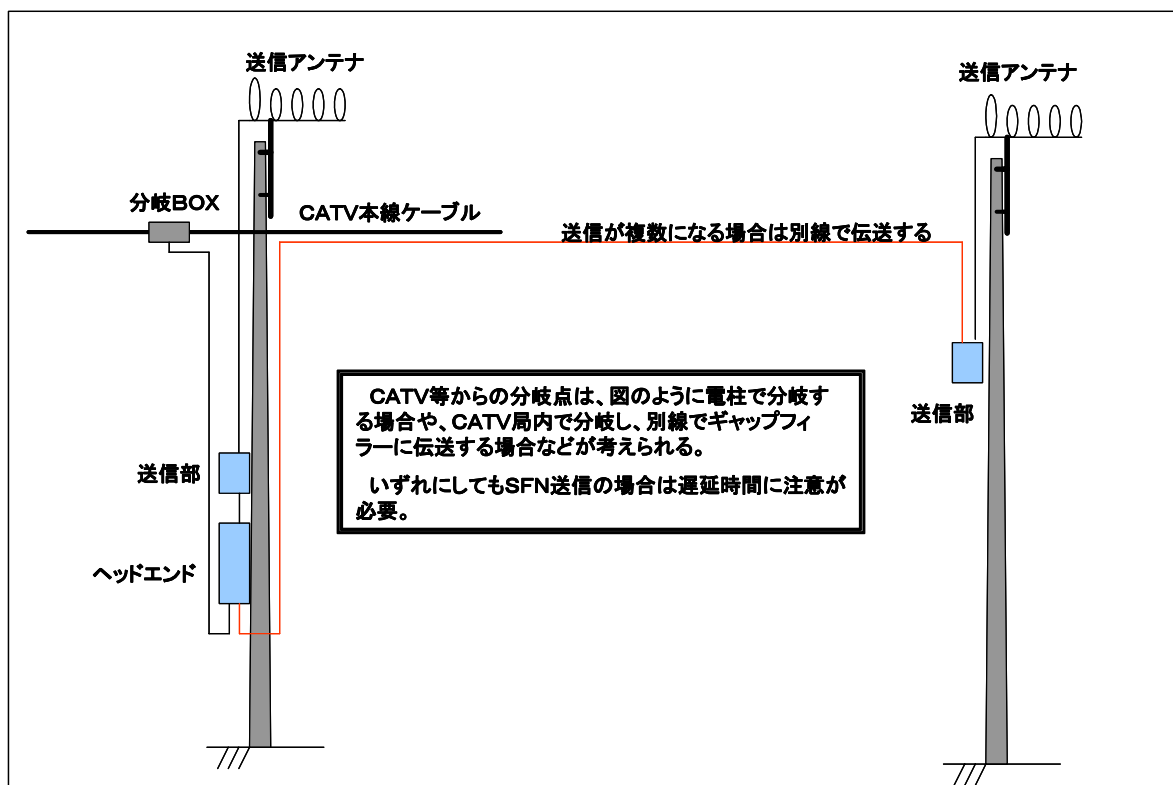 送信アンテナ
送信アンテナ
分岐ＢＯＸ
ＣＡＴＶ本線ケーブル
送信が複数になる場合は別線で伝送する
　ＣＡＴＶ等からの分岐点は、図のように電柱で分岐す
る場合や、ＣＡＴＶ局内で分岐し、別線でギャップフィ
ラーに伝送する場合などが考えられる。
　いずれにしてもＳＦＮ送信の場合は遅延時間に注意が
必要。
送信部
送信部
ヘッドエンド